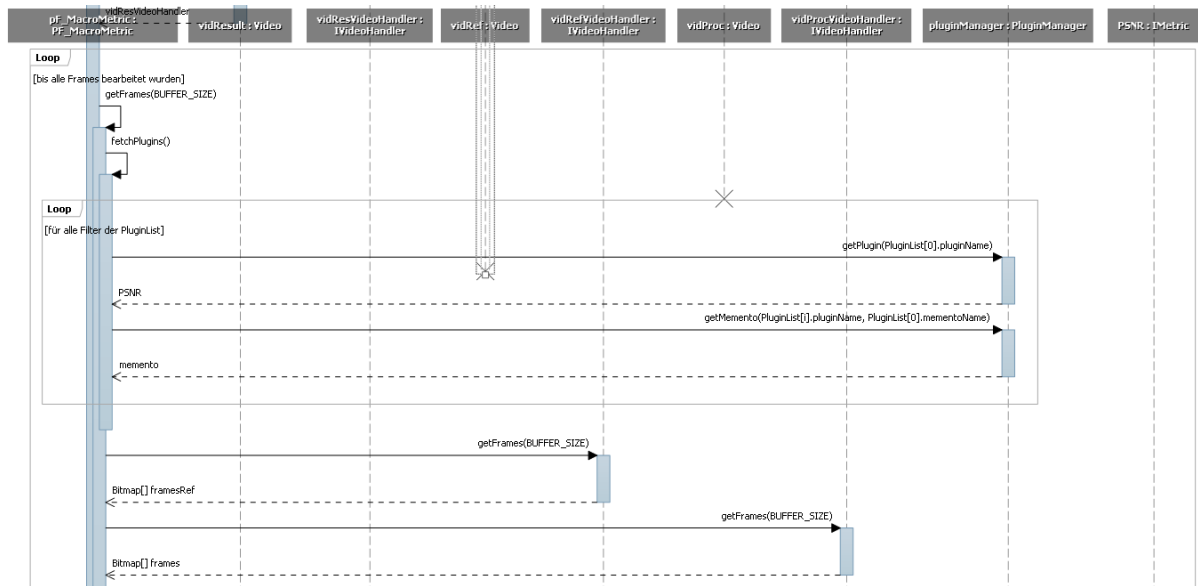 vidResVideoHandler
pF_MacroMetric :
PF_MacroMetric
vidResult : Video
vidResVideoHandler :
IVideoHandler
vidRef : Video
vidRefVideoHandler :
IVideoHandler
vidProc : Video
vidProcVideoHandler :
IVideoHandler
pluginManager : PluginManager
PSNR : IMetric
Loop
[bis alle Frames bearbeitet wurden]
getFrames(BUFFER_SIZE)
fetchPlugins()
Loop
[für alle Filter der PluginList]
getPlugin(PluginList[0].pluginName)
PSNR
getMemento(PluginList[i].pluginName, PluginList[0].mementoName)
memento
getFrames(BUFFER_SIZE)
Bitmap[] framesRef
getFrames(BUFFER_SIZE)
Bitmap[] frames